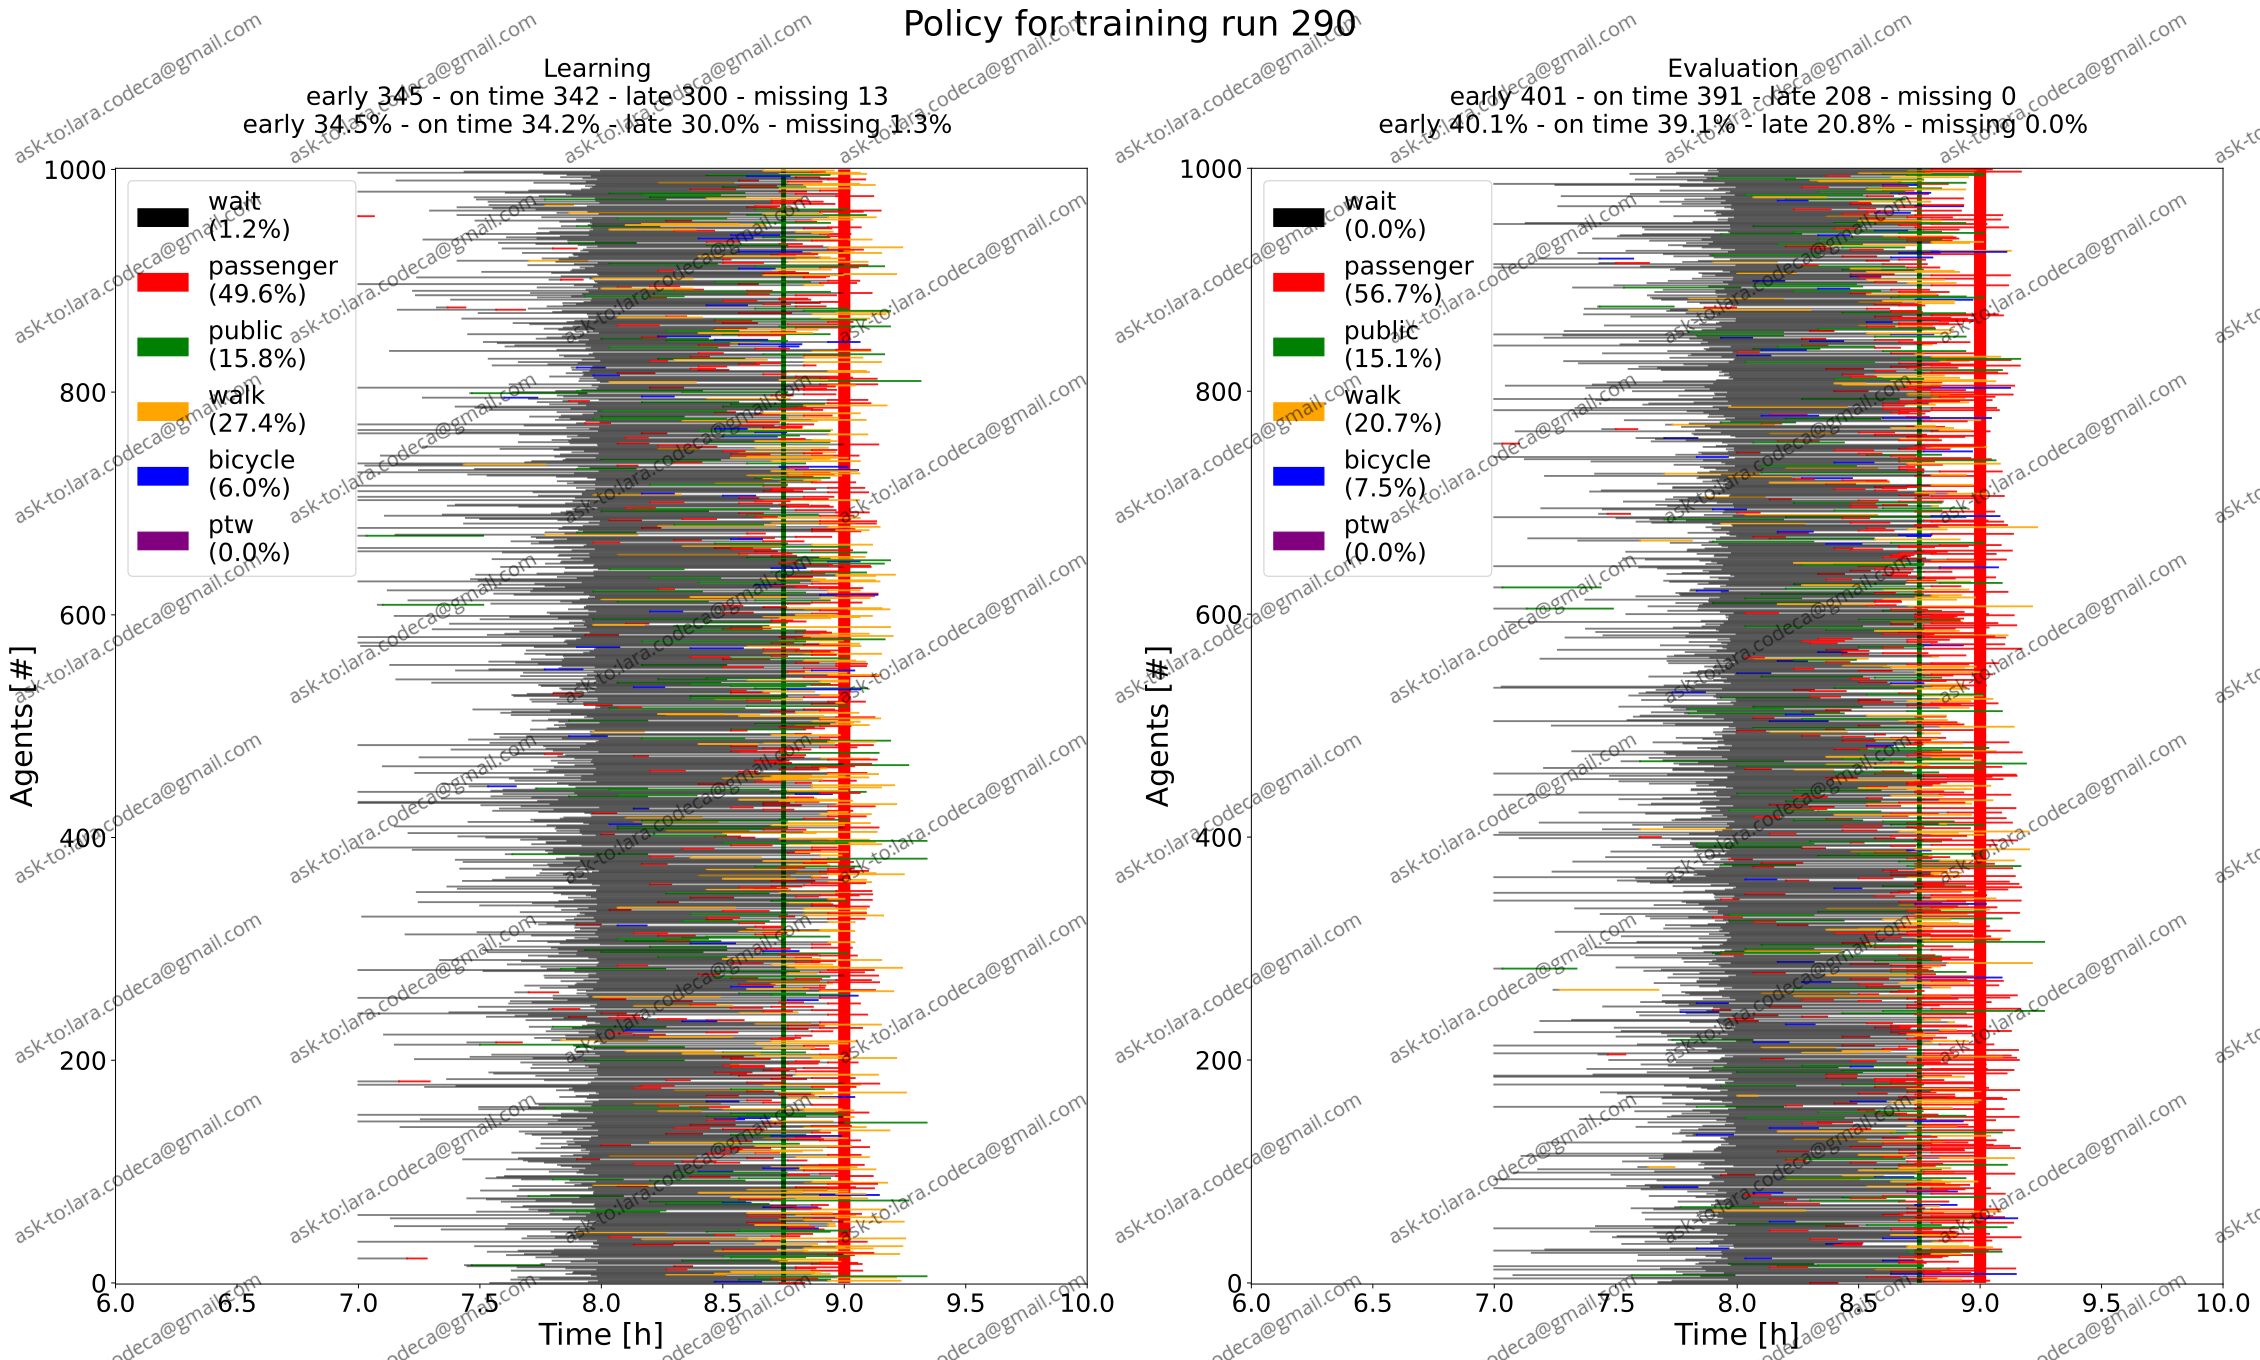 Policy for training run 290
Learning
early 345 - on time 342 - late 300 - missing 13
early 34.5% - on time 34.2% - late 30.0% - missing 1.3%
1000
800
600
400
200
0
Agents [#]
wait
(1.2%)
passenger
(49.6%)
public
(15.8%)
walk
(27.4%)
bicycle
(6.0%)
ptw
(0.0%)
6.0 6.5 7.0 7.5 8.0 8.5 9.0 9.5 10.0
Time [h]
Evaluation
early 401 - on time 391 - late 208 - missing 0
early 40.1% - on time 39.1% - late 20.8% - missing 0.0%
1000
800
600
400
200
0
Agents [#]
wait
(0.0%)
passenger
(56.7%)
public
(15.1%)
walk
(20.7%)
bicycle
(7.5%)
ptw
(0.0%)
6.0 6.5 7.0 7.5 8.0 8.5 9.0 9.5 10.0
Time [h]
ask-to:lara.codeca@gmail.com